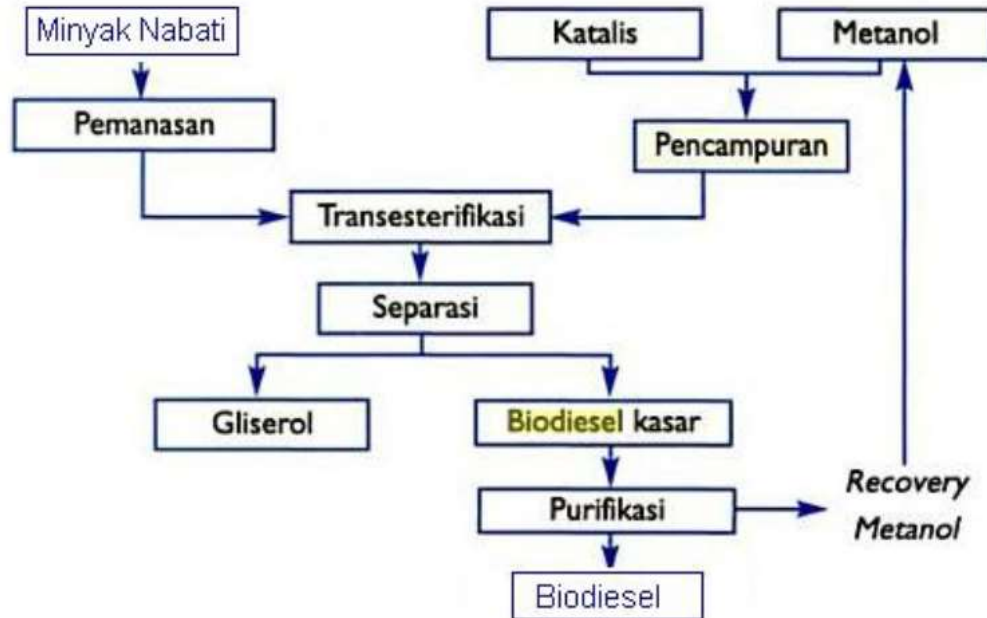 Minyak Nabati
Katalis
Metanol
Pemanasan
Pencampuran
Transesterifikasi
Separasi
Gliserol
Biodiesel kasar
Purifikasi
Recovery
Metanol
Biodiesel